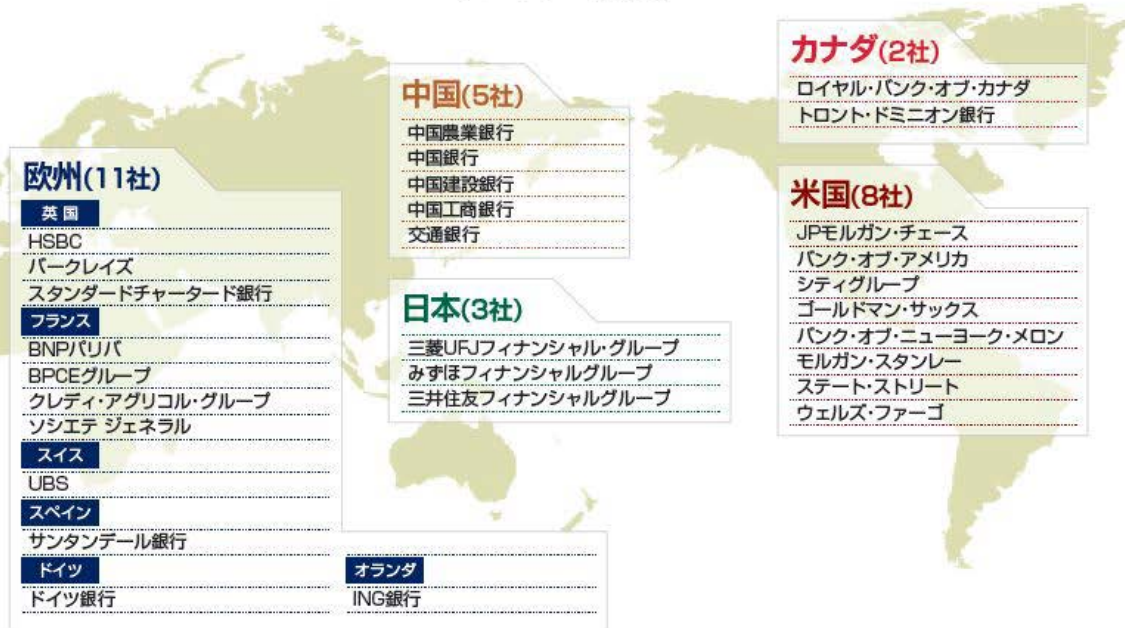 欧州(11社)
英国
HSBC
バークレイズ
スタンダードチャータード銀行
フランス
BNPパリバ
BPCEグループ
クレディ・アグリコル・グループ
ソシエテ ジェネラル
スイス
UBS
スペイン
サンタンデール銀行
ドイツ
ドイツ銀行
オランダ
ING銀行
中国(5社)
中国農業銀行
中国銀行
中国建設銀行
中国工商銀行
交通銀行
日本(3社)
三菱UFJフィナンシャル・グループ
みずほフィナンシャルグループ
三井住友フィナンシャルグループ
カナダ(2社)
ロイヤル・バンク・オブ・カナダ
トロント・ドミニオン銀行
米国(8社)
JPモルガン・チェース
バンク・オブ・アメリカ
シティグループ
ゴールドマン・サックス
バンク・オブ・ニューヨーク・メロン
モルガン・スタンレー
ステート・ストリート
ウェルズ・ファーゴ